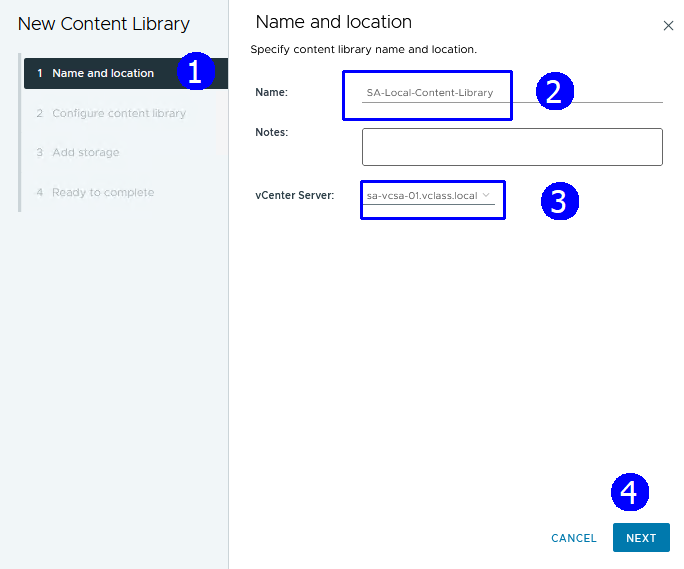 New Content Library
1 Name and location
1
2 Configure content library
3 Add storage
4 Ready to complete
Name and location
Specify content library name and location.
Name:
SA-Local-Content-Library
2
Notes:
vCenter Server:
sa-vcsa-01.vclass.local
3
4
CANCEL
NEXT